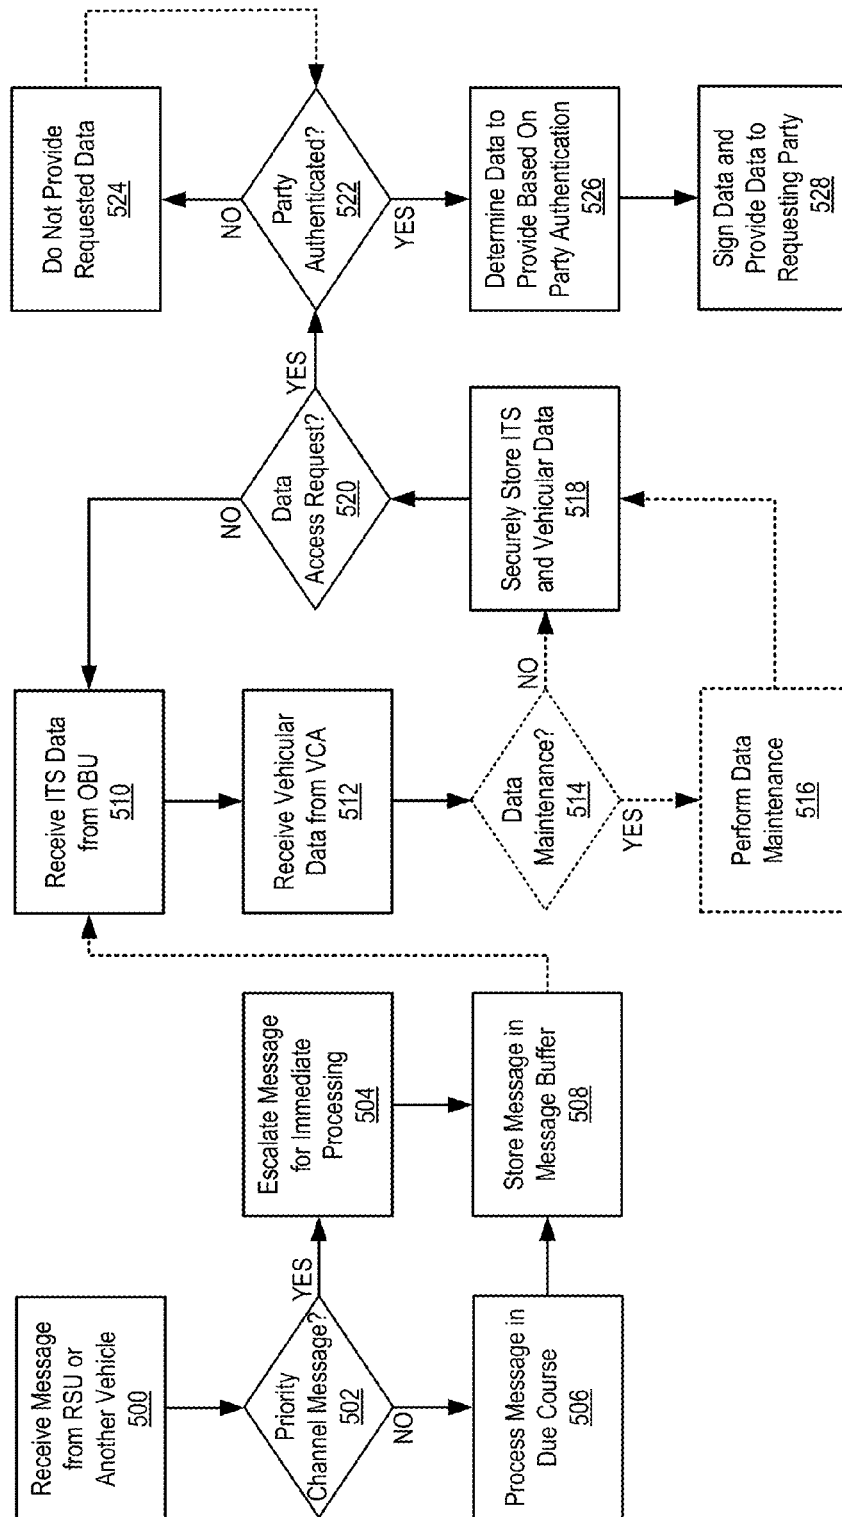 Receive Message
from RSU or
Another Vehicle
500
Priority
Channel Message?
502
YES
NO
Escalate Message
for Immediate
Processing
504
Process Message in
Due Course
506
Store Message in
Message Buffer
508
Receive ITS Data
from OBU
510
Receive Vehicular
Data from VCA
512
Data
Maintenance?
514
NO
YES
Perform Data
Maintenance
516
Securely Store ITS
and Vehicular Data
518
Data
Access Request?
520
NO
YES
Party
Authenticated?
522
NO
YES
Do Not Provide
Requested Data
524
Determine Data to
Provide Based On
Party Authentication
526
Sign Data and
Provide Data to
Requesting Party
528